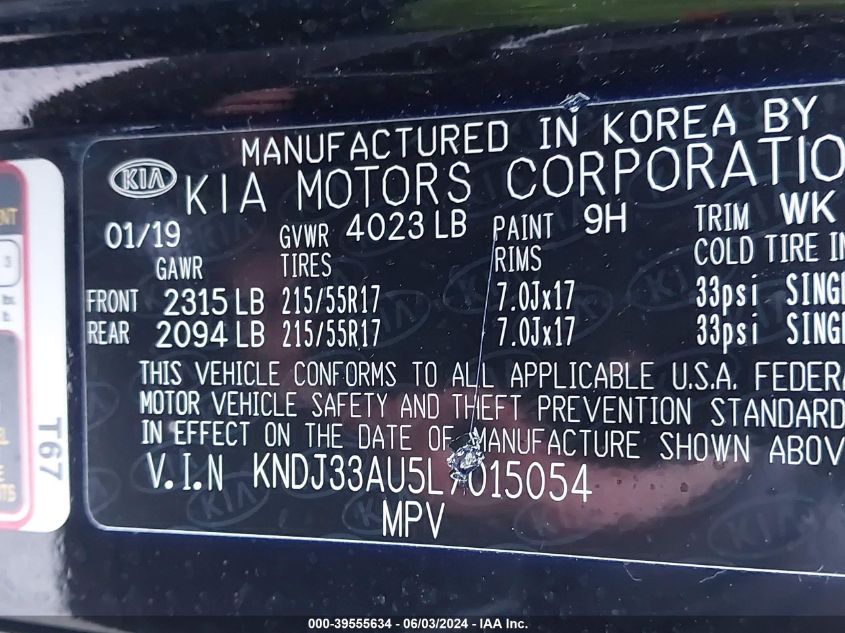 MANUFACTURED IN KOREA BY
KIA KIA MOTORS CORPORATIO
01/19 GVWR 4023 LB PAINT 9H TRIM WK
GAWR TIRES RIMS COLD TIRE IN
FRONT 2315 LB 215/55R17 7.0Jx17 33psi SINGL
REAR 2094 LB 215/55R17 7.0Jx17 33psi SINGL
THIS VEHICLE CONFORMS TO ALL APPLICABLE U.S.A. FEDERA
MOTOR VEHICLE SAFETY AND THEFT PREVENTION STANDARD
IN EFFECT ON THE DATE OF MANUFACTURE SHOWN ABOV
V.I.N KNDJ33AU5L7015054
MPV
T67
000-39555634 - 06/03/2024 - IAA Inc.